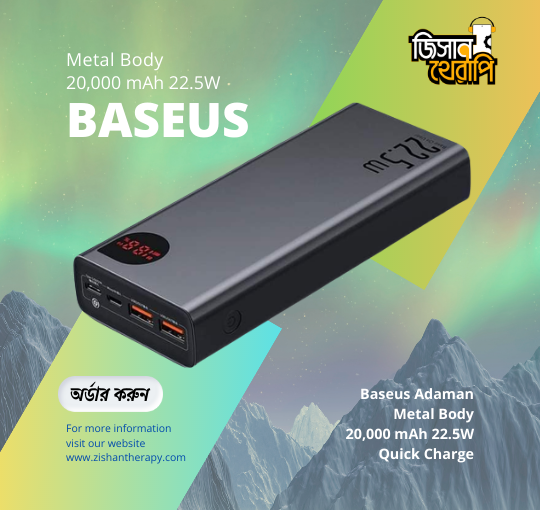 জিসান
থেরাপি
Metal Body
20,000 mAh 22.5W ·
BASEUS
22.5W
অর্ডার করুন
For more information
visit our website
www.zishantherapy.com
Baseus Adaman
Metal Body
20,000 mAh 22.5W
Quick Charge